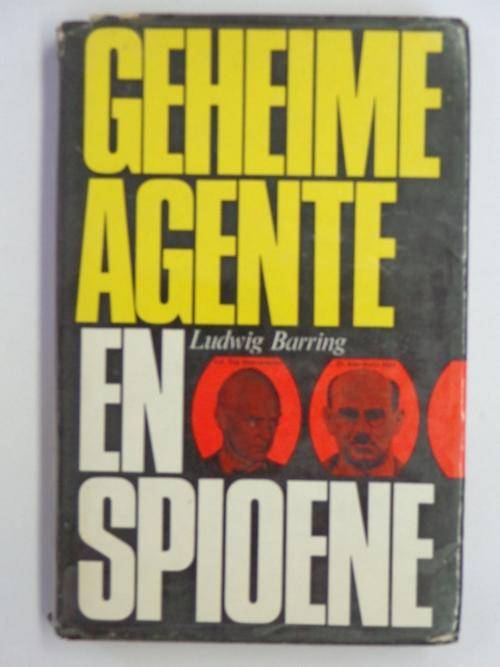 GEHEIME
AGENTE
EN
Ludwig Barring
SPIOENE